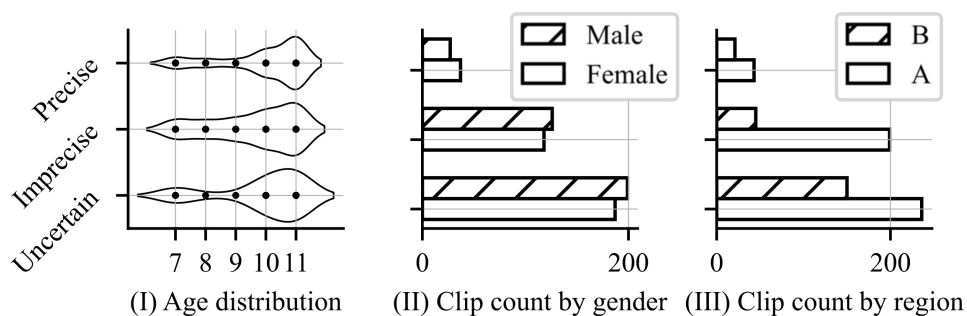 Precise
Imprecise
Uncertain
7 8 9 10 11
(I) Age distribution
Male
Female
0 200
(II) Clip count by gender
B
A
0 200
(III) Clip count by region